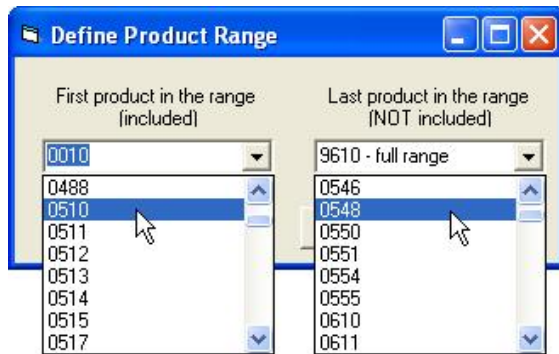 Define Product Range
First product in the range
(included)
0010
0488
0510
0511
0512
0513
0514
0515
0517
Last product in the range
(NOT included)
9610 - full range
0546
0548
0550
0551
0554
0555
0610
0611